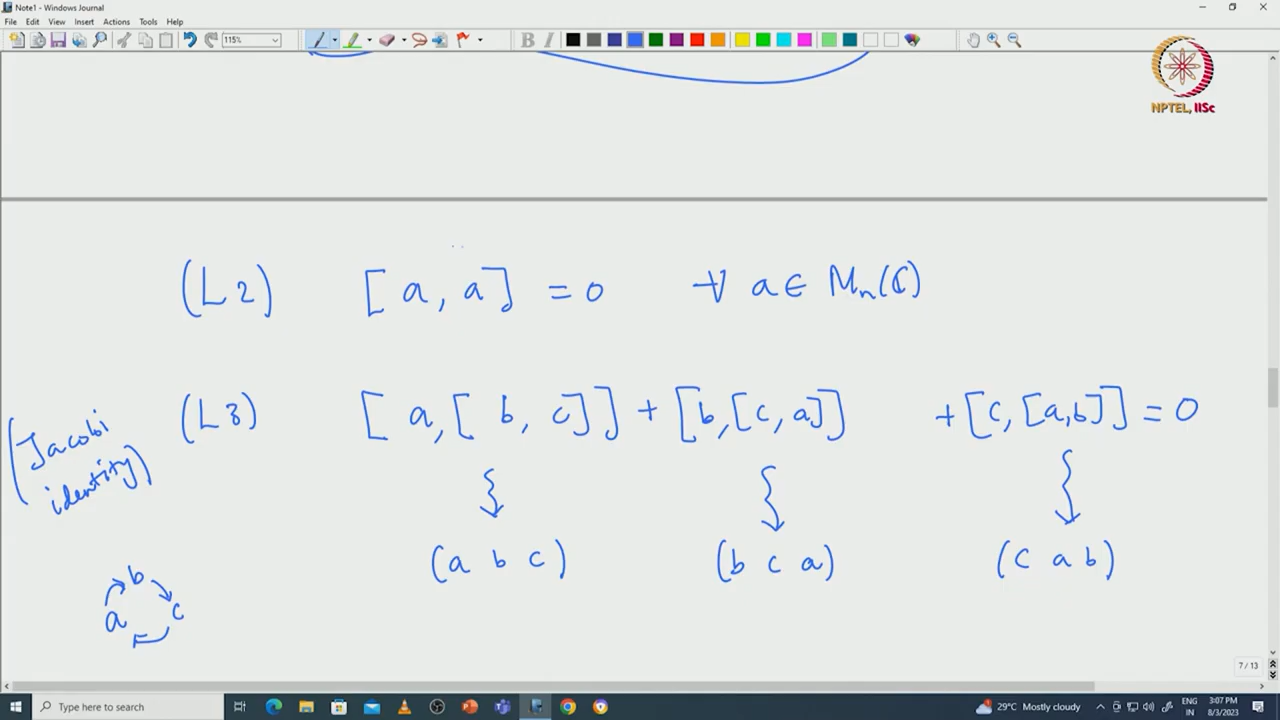 Note1 - Windows Journal
File Edit View Insert Actions Tools Help
115%
B I
NPTEL, IISc
(L2) [a, a] = 0 ∀ a ∈ Mn(ℂ)
(Jacobi identity) (L3) [a, [b, c]] + [b, [c, a]] + [c, [a, b]] = 0
(a b c) (b c a) (c a b)
b
a c
7 / 13
Type here to search
29°C Mostly cloudy
ENG
IN
3:07 PM
8/3/2023